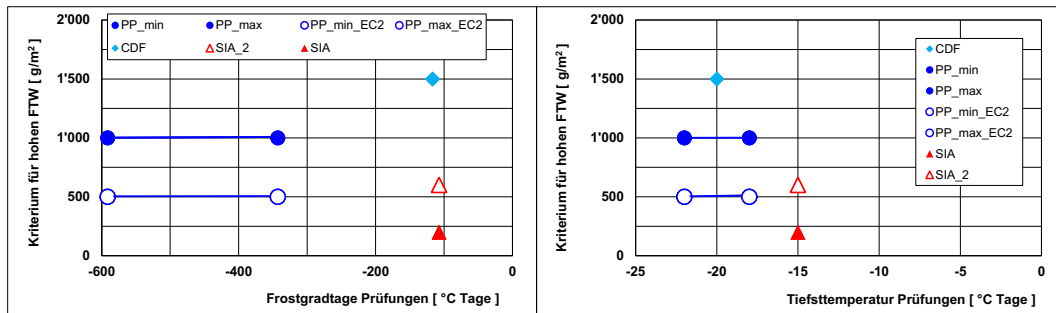 Kriterium für hohen FTW [ g/m² ]
2'000
1'500
1'000
500
0
PP_min PP_max PP_min_EC2 PP_max_EC2
CDF SIA_2 SIA
-600 -400 -200 0
Frostgradtage Prüfungen [ °C Tage ]
Kriterium für hohen FTW [ g/m² ]
2'000
1'500
1'000
500
0
CDF
PP_min
PP_max
PP_min_EC2
PP_max_EC2
SIA
SIA_2
-25 -20 -15 -10 -5 0
Tiefsttemperatur Prüfungen [ °C Tage ]